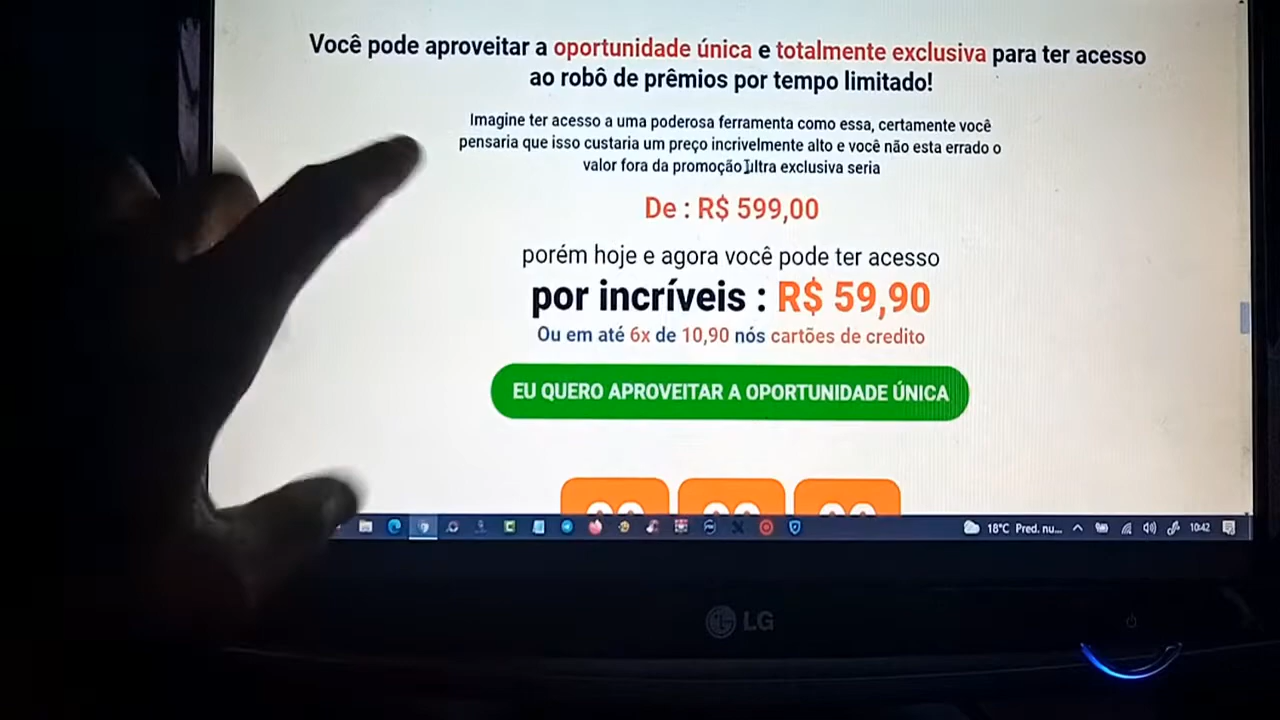 Você pode aproveitar a oportunidade única e totalmente exclusiva para ter acesso
ao robô de prêmios por tempo limitado!
Imagine ter acesso a uma poderosa ferramenta como essa, certamente você
pensaria que isso custaria um preço incrivelmente alto e você não esta errado o
valor fora da promoção ultra exclusiva seria
De : R$ 599,00
porém hoje e agora você pode ter acesso
por incríveis : R$ 59,90
Ou em até 6x de 10,90 nós cartões de credito
EU QUERO APROVEITAR A OPORTUNIDADE ÚNICA
18°C Pred. nu... 10:42
LG